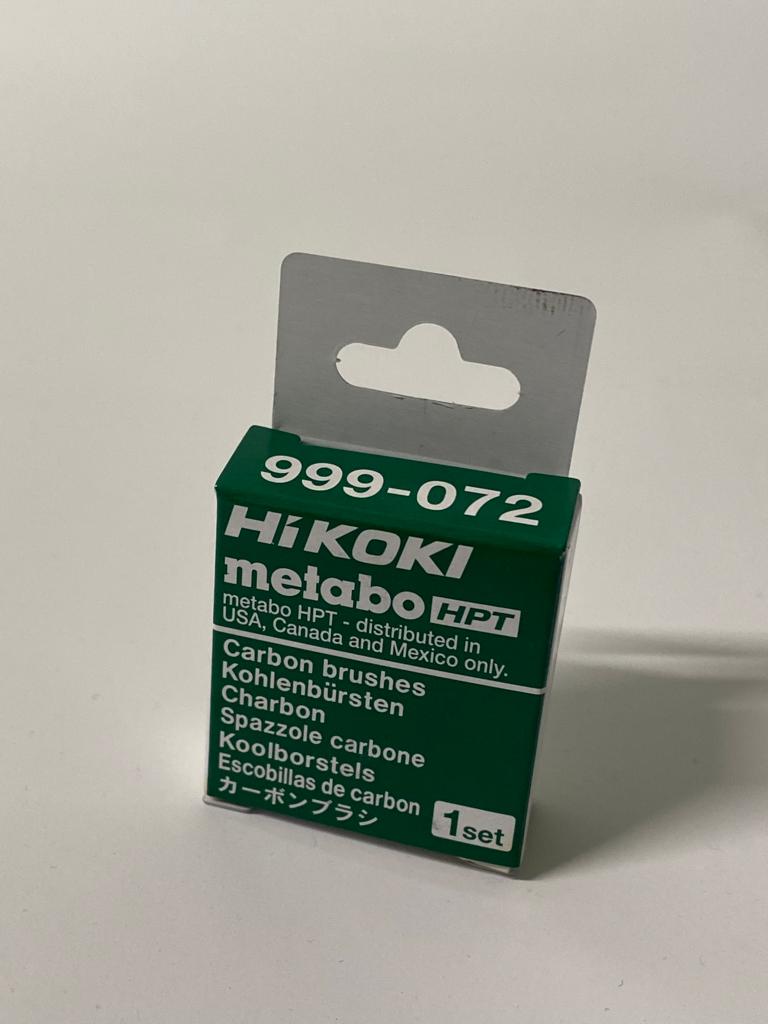 999-072
HiKOKI
metabo HPT
metabo HPT - distributed in
USA, Canada and Mexico only.
Carbon brushes
Kohlenbürsten
Charbon
Spazzole carbone
Koolborstels
Escobillas de carbon
カーボンブラシ
1set